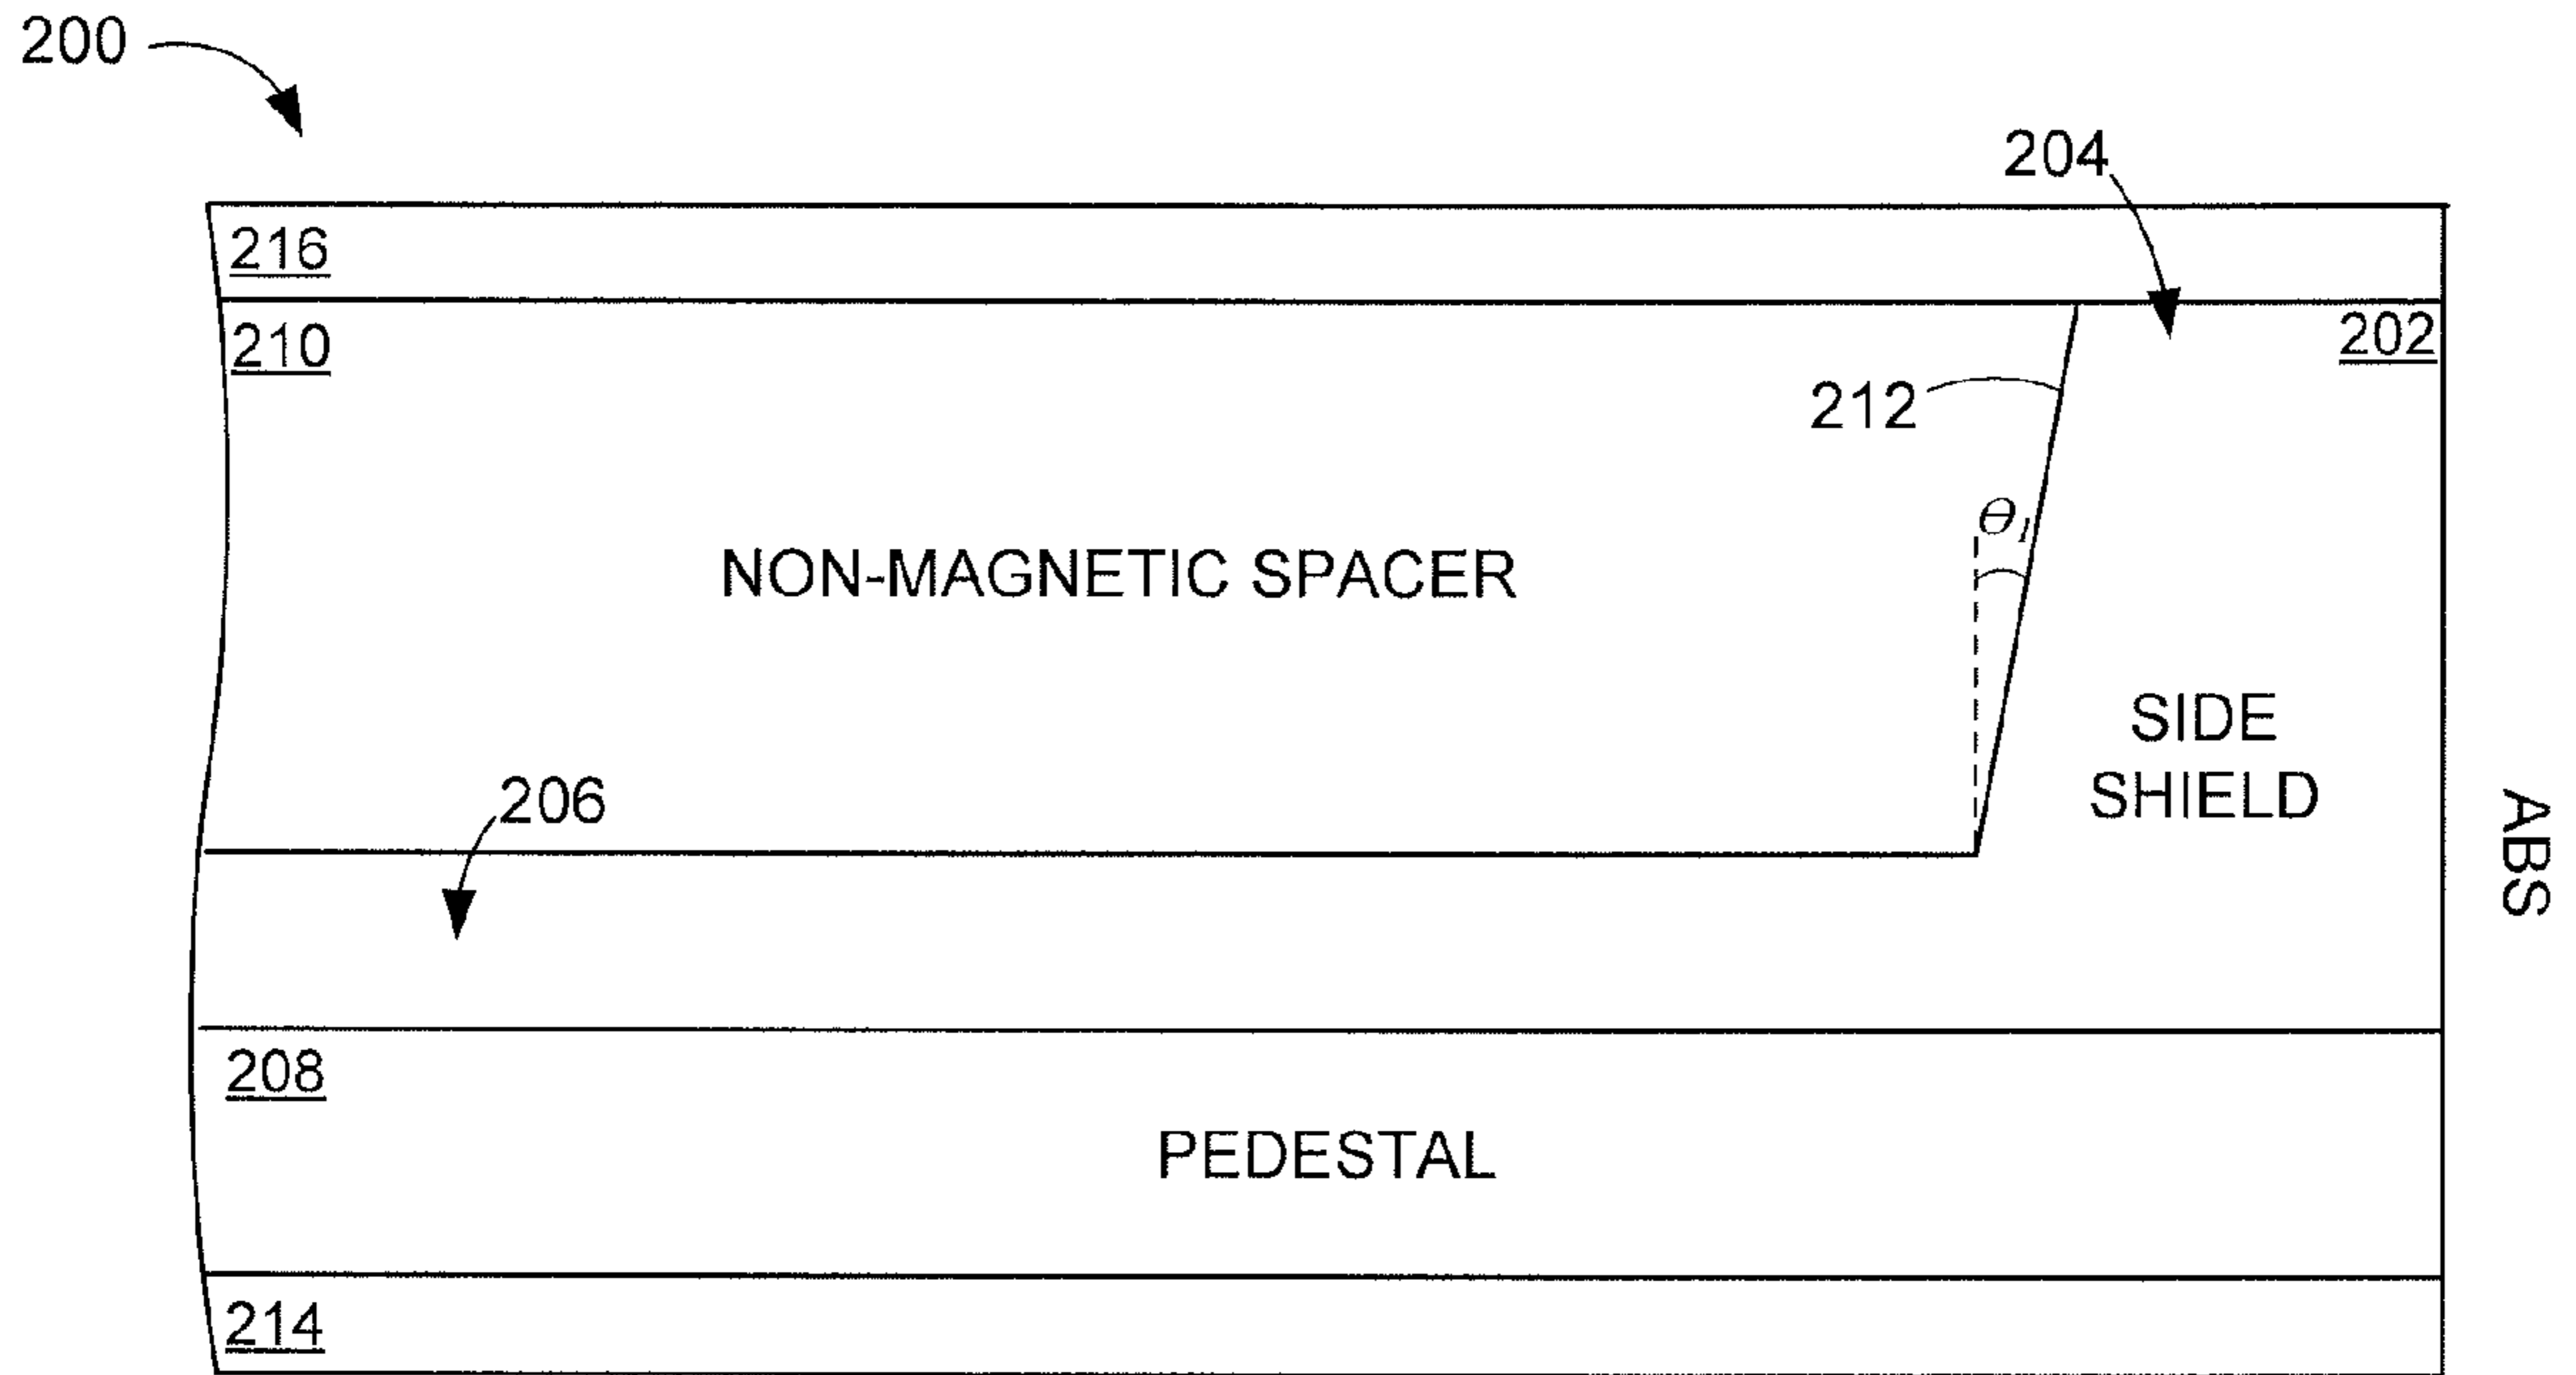 200
204
216
210
202
212
θ1
NON-MAGNETIC SPACER
SIDE
SHIELD
206
ABS
208
PEDESTAL
214